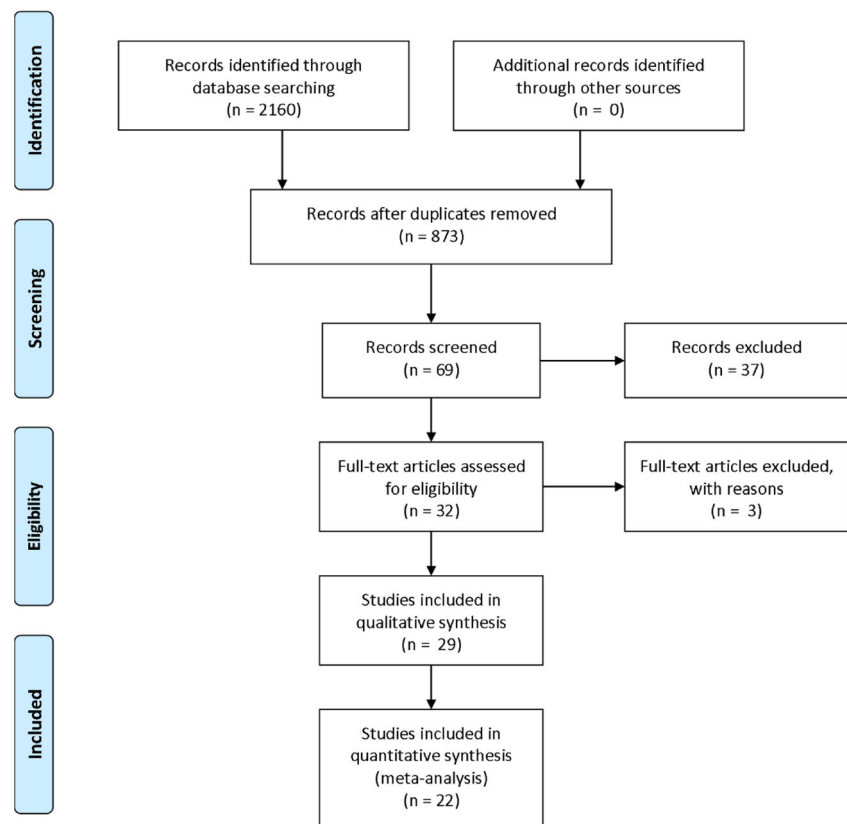 Identification
Records identified through
database searching
(n = 2160)
Additional records identified
through other sources
(n = 0)
Records after duplicates removed
(n = 873)
Screening
Records screened
(n = 69)
Records excluded
(n = 37)
Eligibility
Full-text articles assessed
for eligibility
(n = 32)
Full-text articles excluded,
with reasons
(n = 3)
Studies included in
qualitative synthesis
(n = 29)
Included
Studies included in
quantitative synthesis
(meta-analysis)
(n = 22)